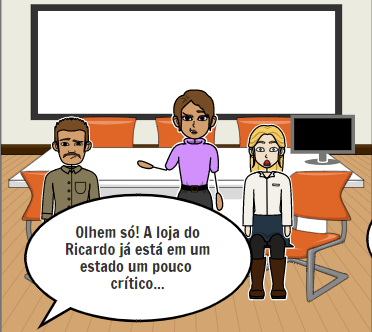 Olhem só! A loja do
Ricardo já está em um
estado um pouco
crítico...